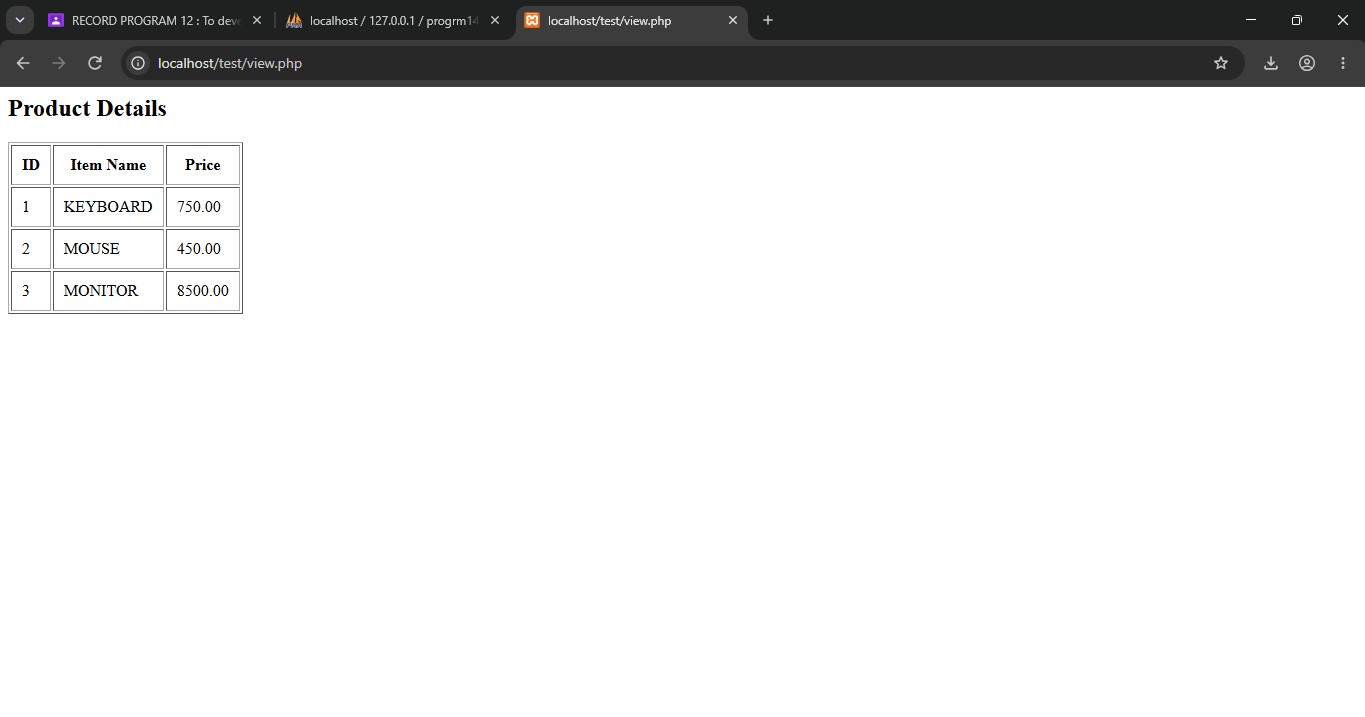 RECORD PROGRAM 12 : To deve
localhost / 127.0.0.1 / progrm14
localhost/test/view.php
localhost/test/view.php
Product Details
ID Item Name Price
1 KEYBOARD 750.00
2 MOUSE 450.00
3 MONITOR 8500.00